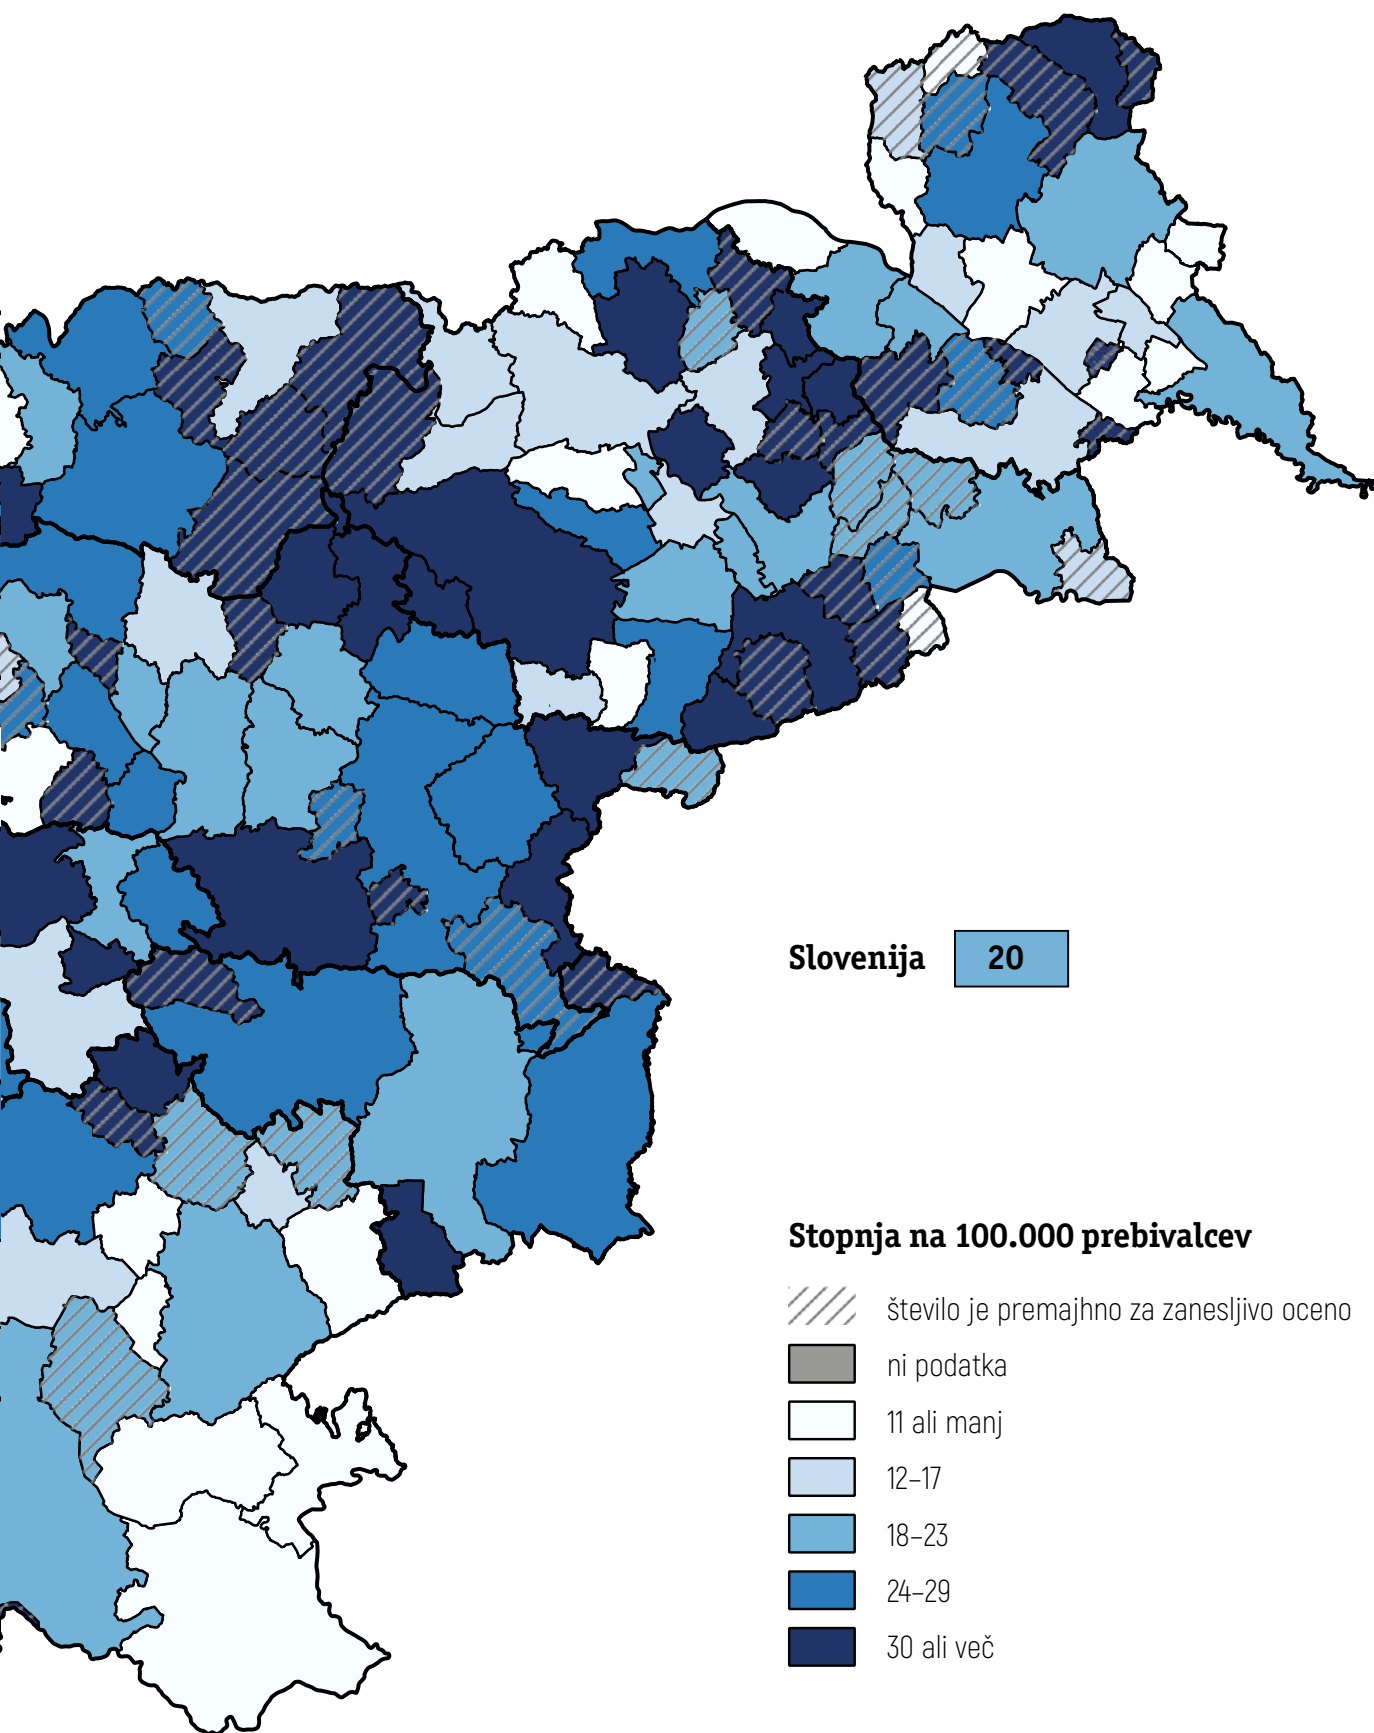 Slovenija 20
Stopnja na 100.000 prebivalcev
število je premajhno za zanesljivo oceno
ni podatka
11 ali manj
12–17
18–23
24–29
30 ali več